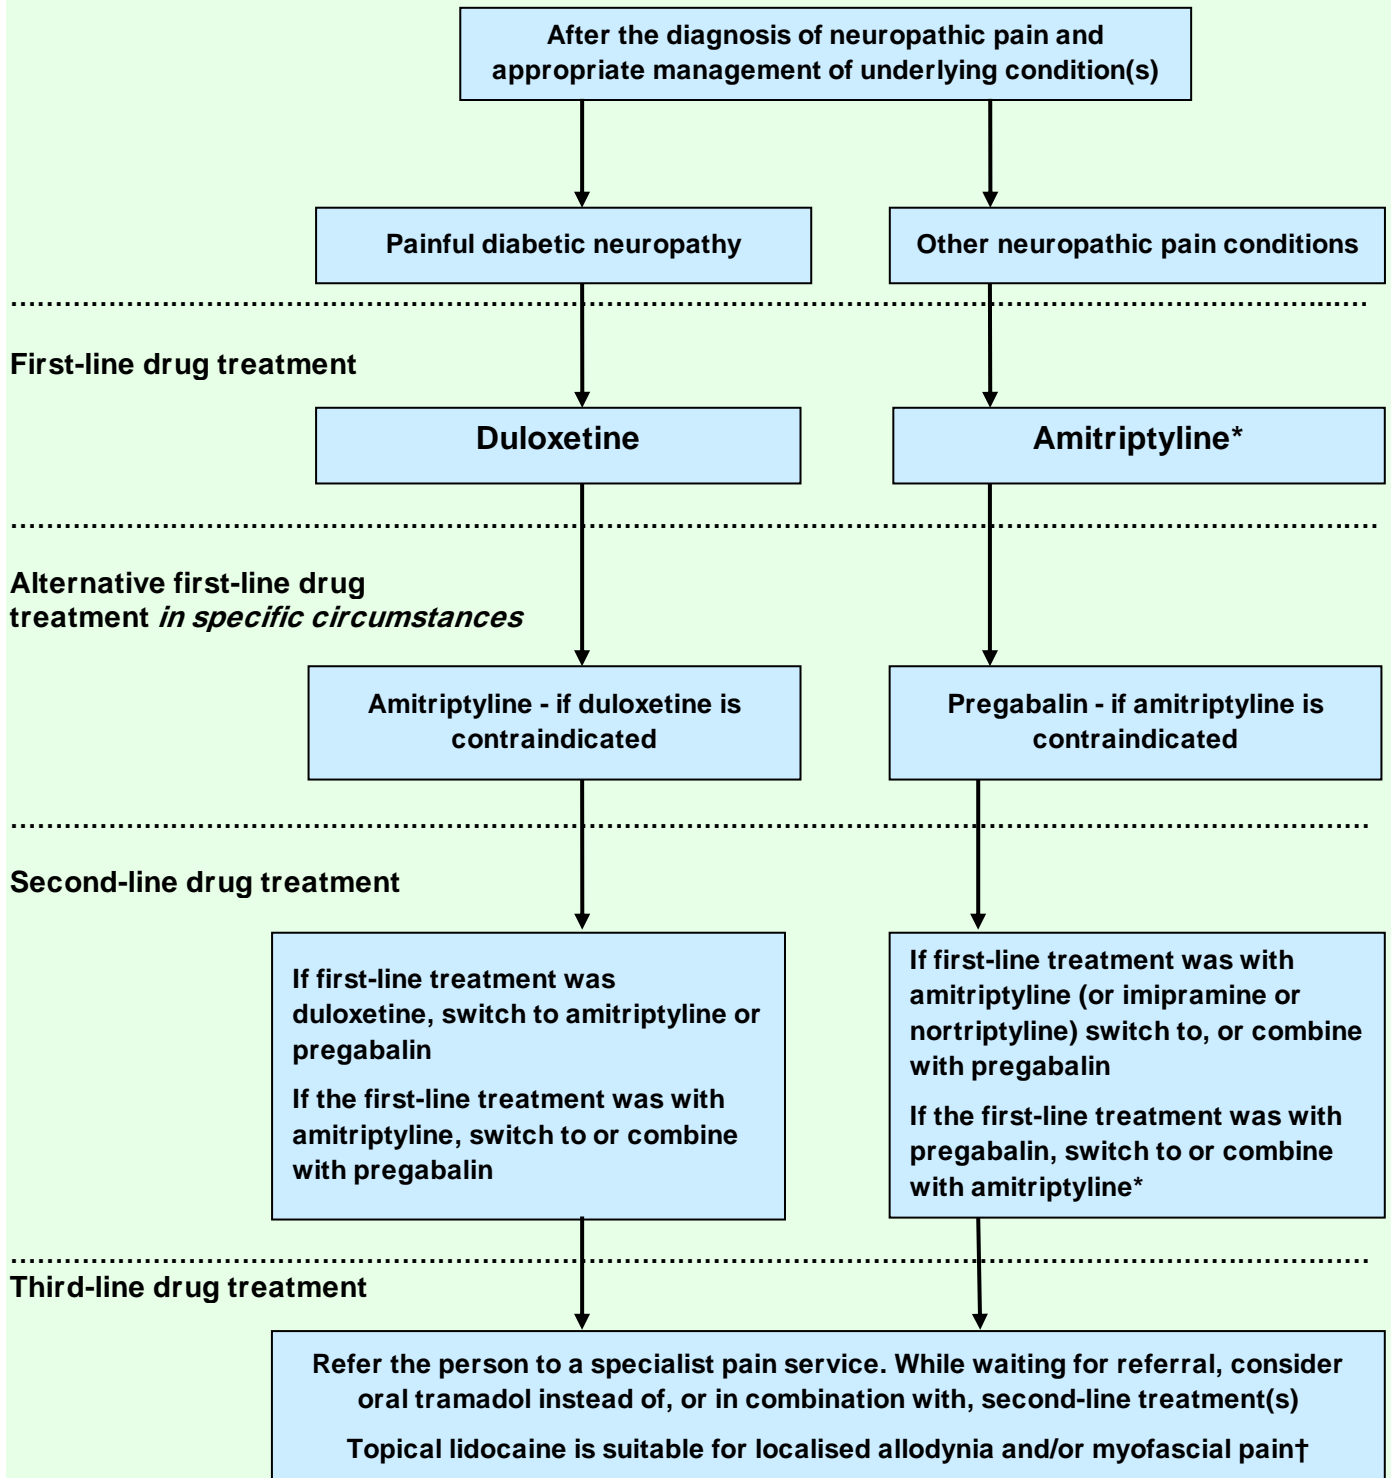 After the diagnosis of neuropathic pain and
appropriate management of underlying condition(s)
Painful diabetic neuropathy
Other neuropathic pain conditions
First-line drug treatment
Duloxetine
Amitriptyline*
Alternative first-line drug
treatment in specific circumstances
Amitriptyline - if duloxetine is
contraindicated
Pregabalin - if amitriptyline is
contraindicated
Second-line drug treatment
If first-line treatment was
duloxetine, switch to amitriptyline or
pregabalin
If the first-line treatment was with
amitriptyline, switch to or combine
with pregabalin
If first-line treatment was with
amitriptyline (or imipramine or
nortriptyline) switch to, or combine
with pregabalin
If the first-line treatment was with
pregabalin, switch to or combine
with amitriptyline*
Third-line drug treatment
Refer the person to a specialist pain service. While waiting for referral, consider
oral tramadol instead of, or in combination with, second-line treatment(s)
Topical lidocaine is suitable for localised allodynia and/or myofascial pain†